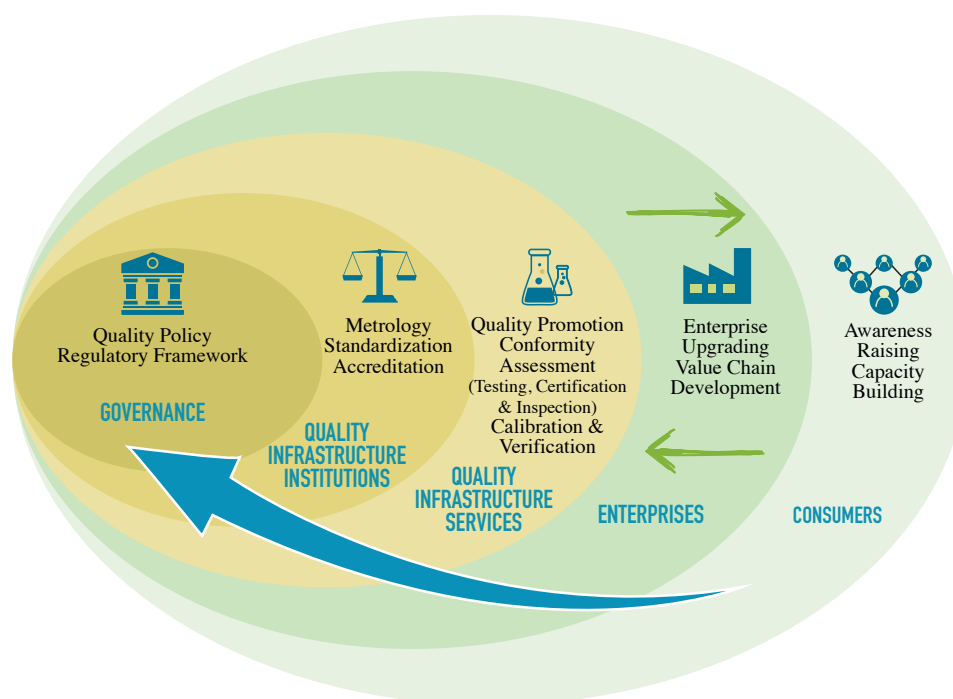 Quality Policy
Regulatory Framework
GOVERNANCE
Metrology
Standardization
Accreditation
QUALITY
INFRASTRUCTURE
INSTITUTIONS
Quality Promotion
Conformity
Assessment
(Testing, Certification
& Inspection)
Calibration &
Verification
QUALITY
INFRASTRUCTURE
SERVICES
Enterprise
Upgrading
Value Chain
Development
ENTERPRISES
Awareness
Raising
Capacity
Building
CONSUMERS